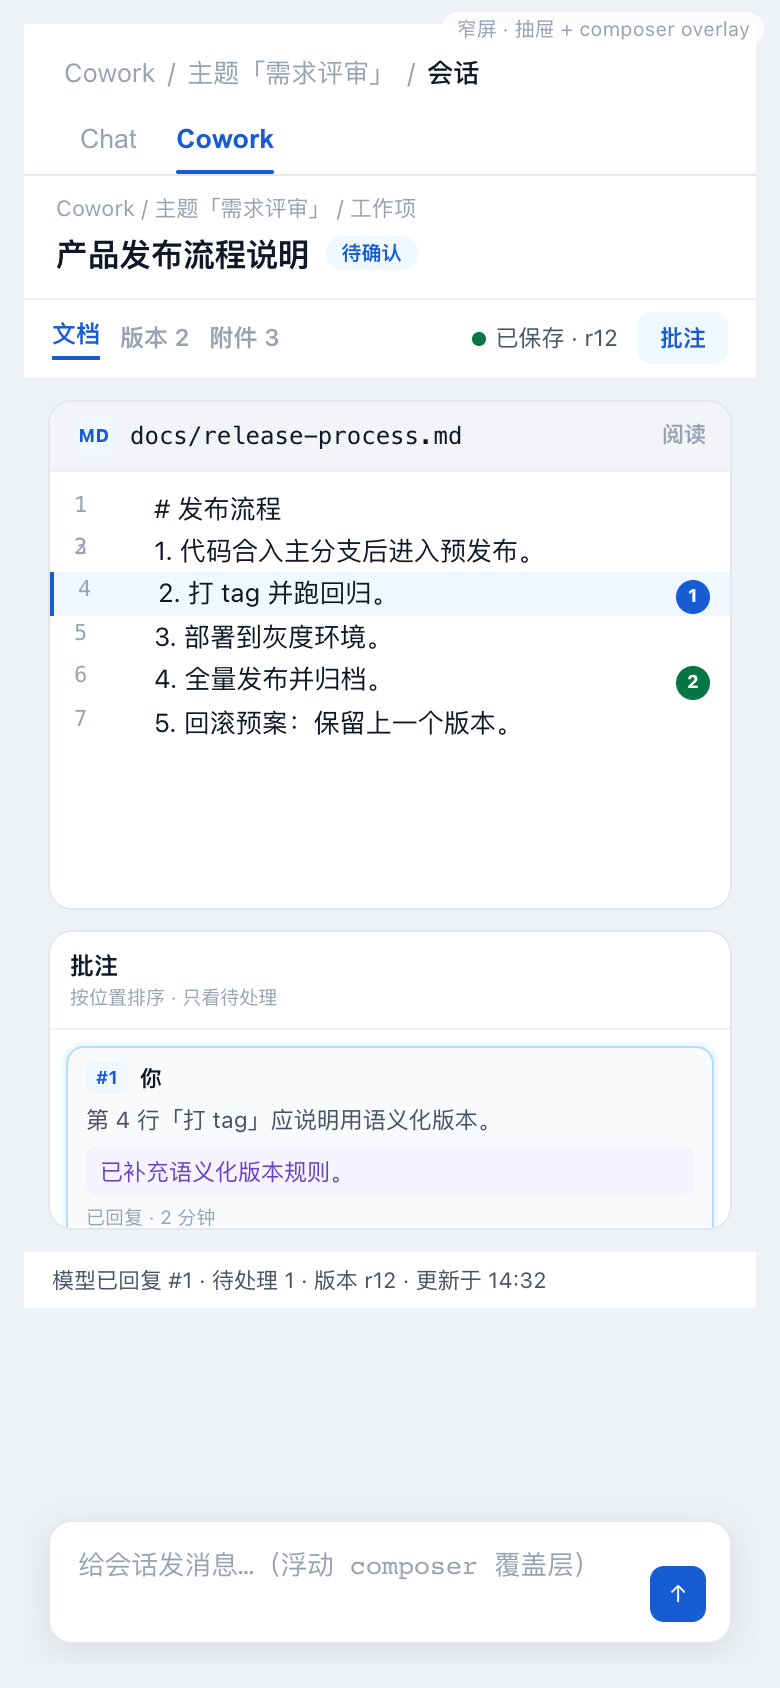 窄屏 · 抽屉 + composer overlay
Cowork / 主题「需求评审」 / 会话
Chat Cowork
Cowork / 主题「需求评审」 / 工作项
产品发布流程说明 待确认
文档 版本 2 附件 3 已保存 · r12 批注
MD docs/release-process.md 阅读
1 # 发布流程
3 1. 代码合入主分支后进入预发布。
4 2. 打 tag 并跑回归。 1
5 3. 部署到灰度环境。
6 4. 全量发布并归档。 2
7 5. 回滚预案：保留上一个版本。
批注
按位置排序 · 只看待处理
#1 你
第 4 行「打 tag」应说明用语义化版本。
已补充语义化版本规则。
已回复 · 2 分钟
模型已回复 #1 · 待处理 1 · 版本 r12 · 更新于 14:32
给会话发消息…（浮动 composer 覆盖层）
↑